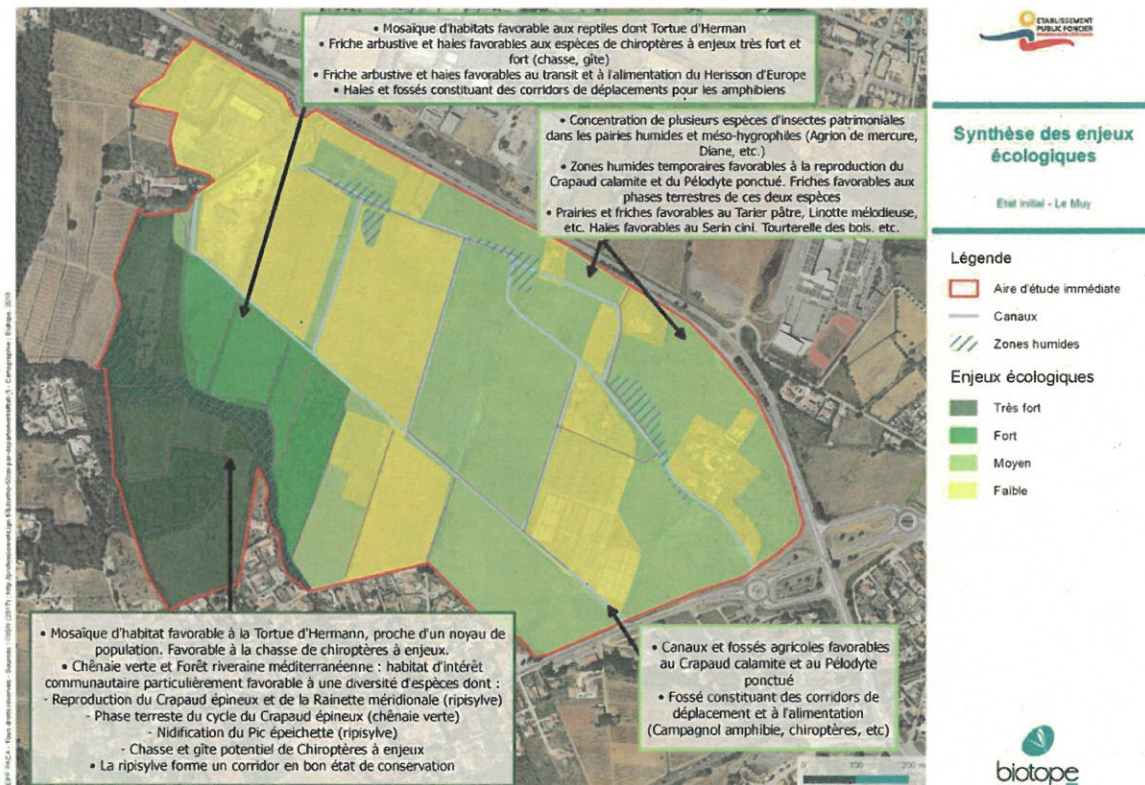 • Mosaïque d'habitats favorable aux reptiles dont Tortue d'Herman
• Friche arbustive et haies favorables aux espèces de chiroptères à enjeux très fort et
fort (chasse, gîte)
• Friche arbustive et haies favorables au transit et à l'alimentation du Herisson d'Europe
• Haies et fossés constituant des corridors de déplacements pour les amphibiens
• Concentration de plusieurs espèces d'insectes patrimoniales
dans les pairies humides et méso-hygrophiles (Agrion de mercure,
Diane, etc.)
• Zones humides temporaires favorables à la reproduction du
Crapaud calamite et du Pélodyte ponctué. Friches favorables aux
phases terrestres de ces deux espèces
• Prairies et friches favorables au Tarier pâtre, Linotte mélodieuse,
etc. Haies favorables au Serin cini. Tourterelle des bois. etc.
• Mosaïque d'habitat favorable à la Tortue d'Hermann, proche d'un noyau de
population. Favorable à la chasse de chiroptères à enjeux.
• Chênaie verte et Forêt riveraine méditerranéenne : habitat d'intérêt
communautaire particulièrement favorable à une diversité d'espèces dont :
- Reproduction du Crapaud épineux et de la Rainette méridionale (ripisylve)
- Phase terreste du cycle du Crapaud épineux (chênaie verte)
- Nidification du Pic épeichette (ripisylve)
- Chasse et gîte potentiel de Chiroptères à enjeux
• La ripisylve forme un corridor en bon état de conservation
• Canaux et fossés agricoles favorables
au Crapaud calamite et au Pélodyte
ponctué
• Fossé constituant des corridors de
déplacement et à l'alimentation
(Campagnol amphibie, chiroptères, etc)
0 100 200 m
ETABLISSEMENT
PUBLIC FONCIER
Synthèse des enjeux
écologiques
État initial - Le Muy
Légende
Aire d'étude immédiate
Canaux
Zones humides
Enjeux écologiques
Très fort
Fort
Moyen
Faible
biotope